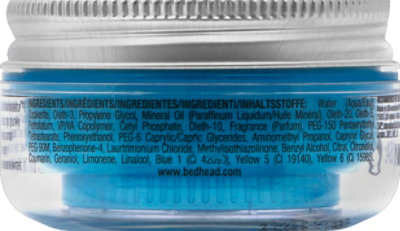 INGREDIENTS/INGRÉDIENTS/INGREDIENTES/INGREDIENTI/INHALTSSTOFFE: Water (Aqua/Eau),
Ozokerite, Oleth-3, Propylene Glycol, Mineral Oil (Paraffinum Liquidum/Huile Minéral), Oleth-20, Oleth-5,
Petrolatum, VP/VA Copolymer, Cetyl Phosphate, Oleth-10, Fragrance (Parfum), PEG-150 Pentaerythrityl
Tetrastearate, Phenoxyethanol, PEG-6 Caprylic/Capric Glycerides, Aminomethyl Propanol, Caprylyl Glycol,
PEG-90M, Benzophenone-4, Laurtrimonium Chloride, Methylisothiazolinone, Benzyl Alcohol, Citral, Citronellol,
Coumarin, Geraniol, Limonene, Linalool, Blue 1 (CI 42090), Yellow 5 (CI 19140), Yellow 6 (CI 15985)
www.bedhead.com